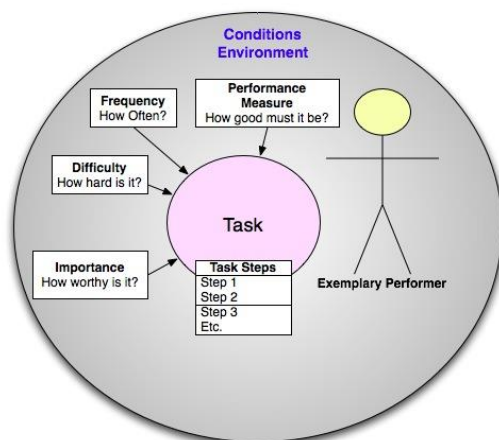 Conditions
Environment
Frequency
How Often?
Performance
Measure
How good must it be?
Difficulty
How hard is it?
Task
Importance
How worthy is it?
Task Steps
Step 1
Step 2
Step 3
Etc.
Exemplary Performer